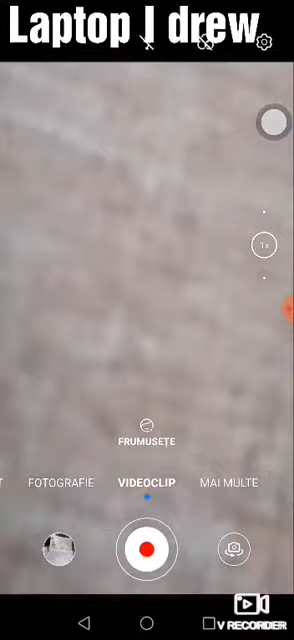 Laptop I drew
1x
FRUMUSEȚE
FOTOGRAFIE VIDEOCLIP MAI MULTE
V RECORDER